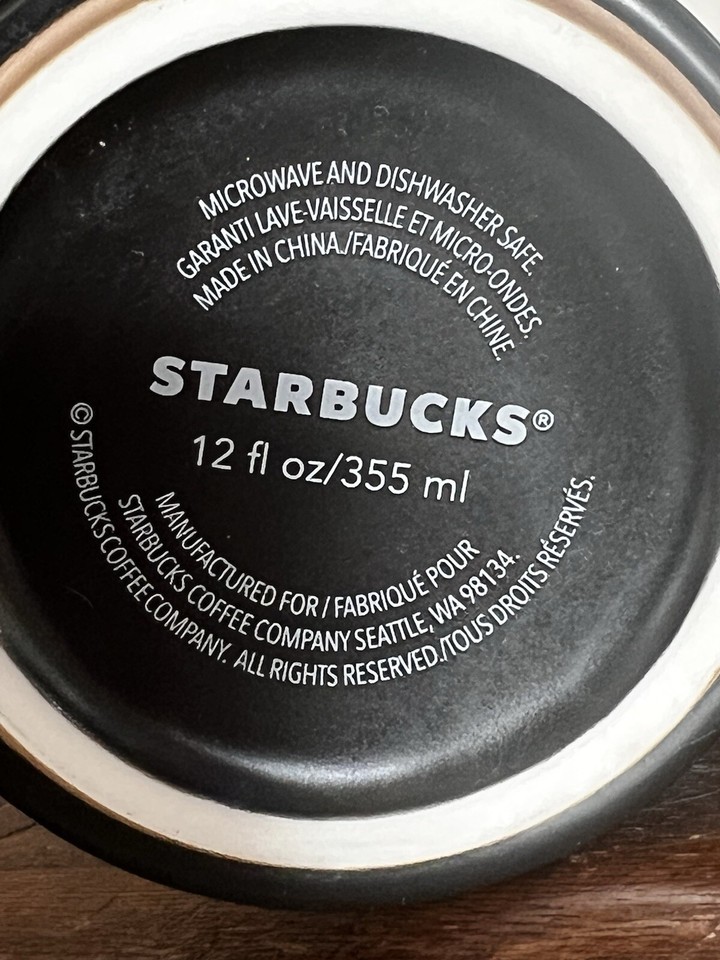 MICROWAVE AND DISHWASHER SAFE.
GARANTI LAVE-VAISSELLE ET MICRO-ONDES.
MADE IN CHINA./FABRIQUÉ EN CHINE.
STARBUCKS®
12 fl oz/355 ml
MANUFACTURED FOR / FABRIQUÉ POUR
STARBUCKS COFFEE COMPANY SEATTLE, WA 98134.
© STARBUCKS COFFEE COMPANY. ALL RIGHTS RESERVED./TOUS DROITS RÉSERVÉS.